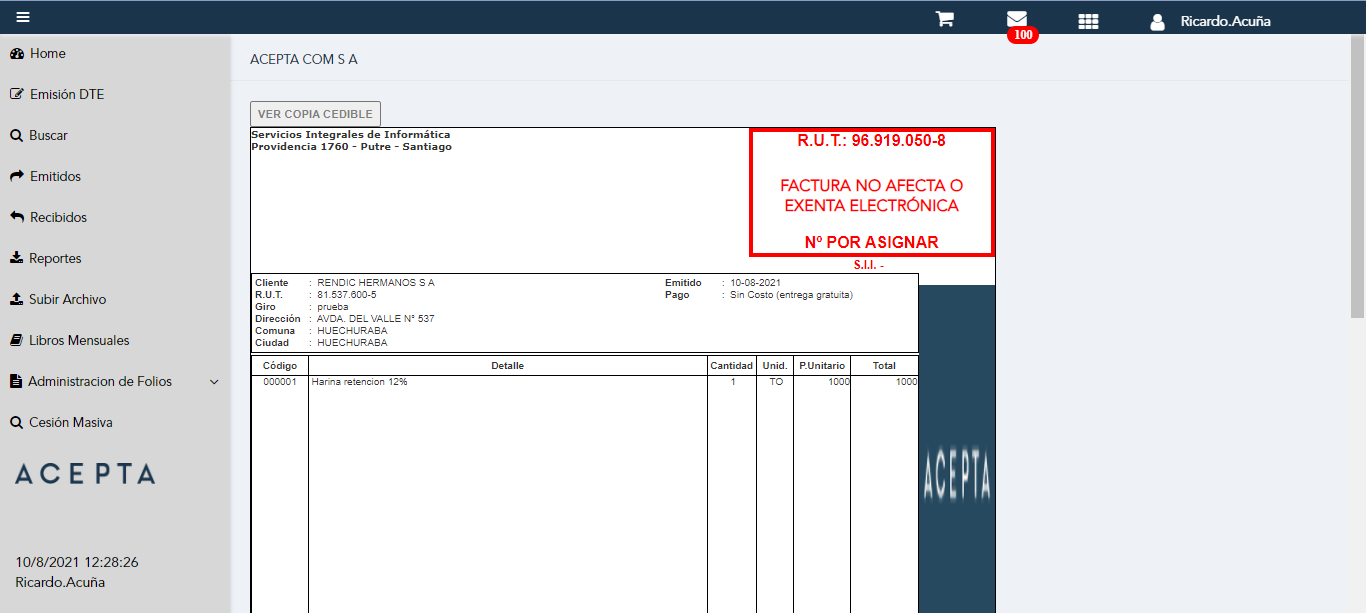 Ricardo.Acuña
100
Home
Emisión DTE
Buscar
Emitidos
Recibidos
Reportes
Subir Archivo
Libros Mensuales
Administracion de Folios
Cesión Masiva
ACEPTA
10/8/2021 12:28:26
Ricardo.Acuña
ACEPTA COM S A
VER COPIA CEDIBLE
Servicios Integrales de Informática
Providencia 1760 - Putre - Santiago
R.U.T.: 96.919.050-8
FACTURA NO AFECTA O
EXENTA ELECTRÓNICA
Nº POR ASIGNAR
S.I.I. -
Cliente : RENDIC HERMANOS S A Emitido : 10-08-2021
R.U.T. : 81.537.600-5 Pago : Sin Costo (entrega gratuita)
Giro : prueba
Dirección : AVDA. DEL VALLE N° 537
Comuna : HUECHURABA
Ciudad : HUECHURABA
Código Detalle Cantidad Unid. P.Unitario Total
000001 Harina retencion 12% 1 TO 1000 1000
ACEPTA